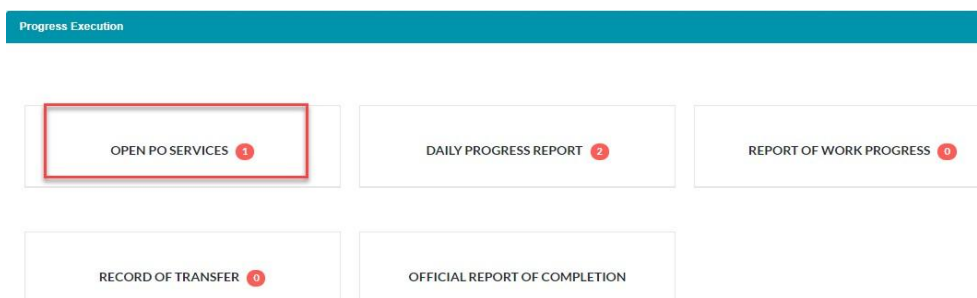 Progress Execution
OPEN PO SERVICES 1
DAILY PROGRESS REPORT 2
REPORT OF WORK PROGRESS 0
RECORD OF TRANSFER 0
OFFICIAL REPORT OF COMPLETION